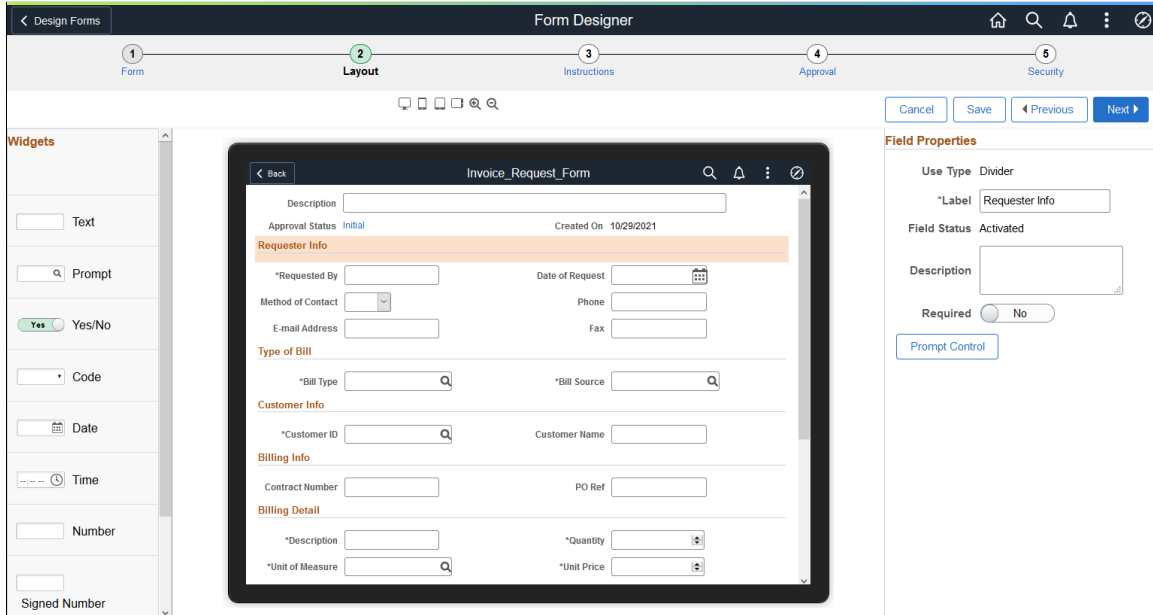 Design Forms
Form Designer
1 2 3 4 5
Form Layout Instructions Approval Security
Cancel Save Previous Next
Widgets
Text
Prompt
Yes Yes/No
Code
Date
--:-- -- Time
Number
Signed Number
Back Invoice_Request_Form
Description
Approval Status Initial Created On 10/29/2021
Requester Info
*Requested By Date of Request
Method of Contact Phone
E-mail Address Fax
Type of Bill
*Bill Type *Bill Source
Customer Info
*Customer ID Customer Name
Billing Info
Contract Number PO Ref
Billing Detail
*Description *Quantity
*Unit of Measure *Unit Price
Field Properties
Use Type Divider
*Label Requester Info
Field Status Activated
Description
Required No
Prompt Control